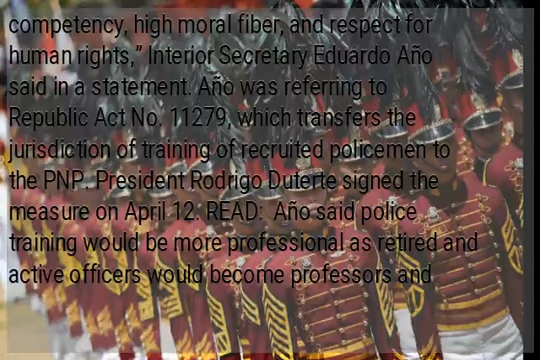 competency, high moral fiber, and respect for
human rights,” Interior Secretary Eduardo Año
said in a statement. Año was referring to
Republic Act No. 11279, which transfers the
jurisdiction of training of recruited policemen to
the PNP. President Rodrigo Duterte signed the
measure on April 12. READ: Año said police
training would be more professional as retired and
active officers would become professors and